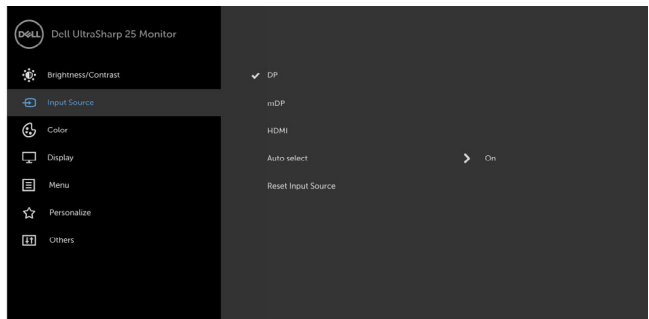 DELL
Dell UltraSharp 25 Monitor
Brightness/Contrast
Input Source
Color
Display
Menu
Personalize
Others
DP
mDP
HDMI
Auto select On
Reset Input Source